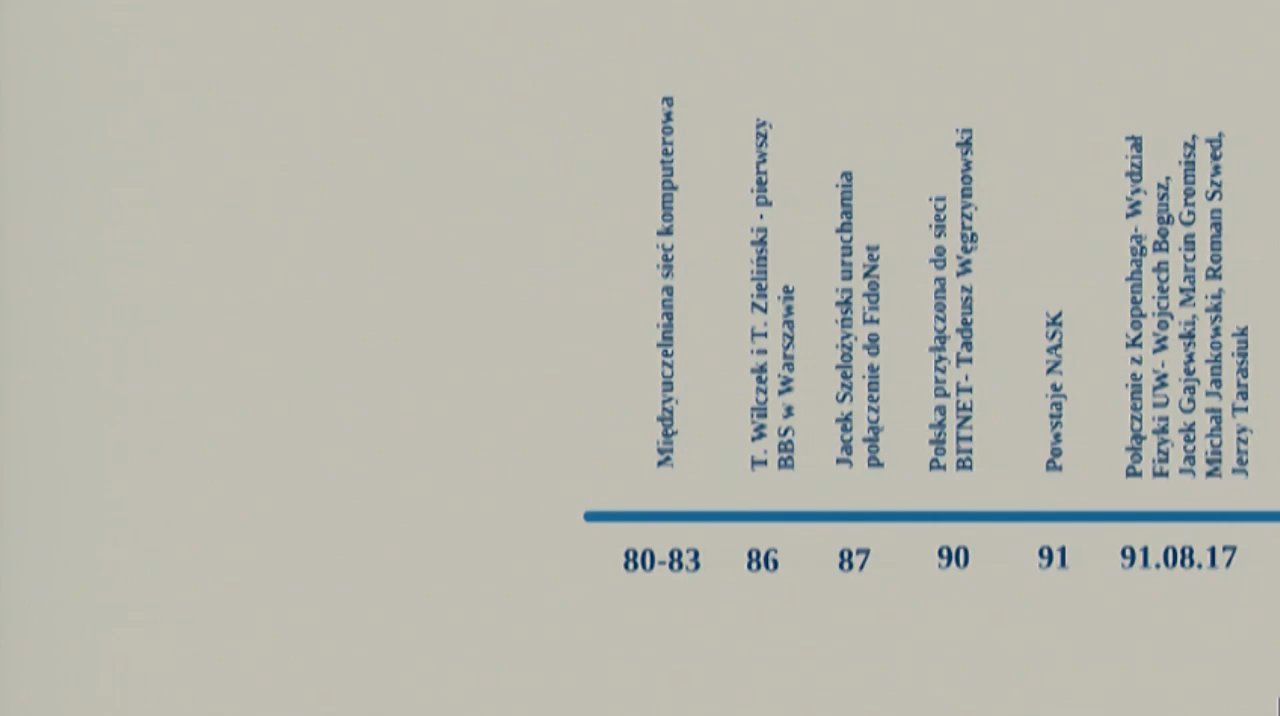 Międzyuczelniana sieć komputerowa
80-83
T. Wilczek i T. Zieliński - pierwszy
BBS w Warszawie
86
Jacek Szelożyński uruchamia
połączenie do FidoNet
87
Polska przyłączona do sieci
BITNET- Tadeusz Węgrzynowski
90
Powstaje NASK
91
Połączenie z Kopenhagą- Wydział
Fizyki UW- Wojciech Bogusz,
Jacek Gajewski, Marcin Gromisz,
Michał Jankowski, Roman Szwed,
Jerzy Tarasiuk
91.08.17